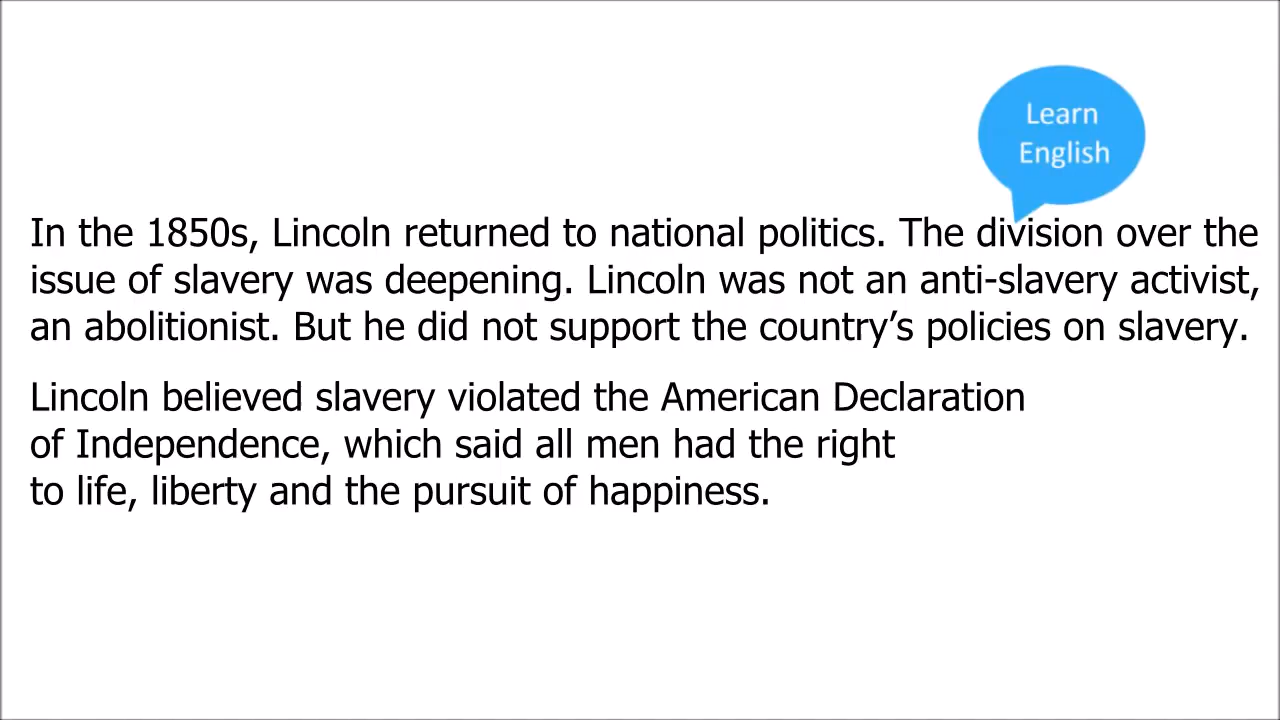 Learn
English
In the 1850s, Lincoln returned to national politics. The division over the
issue of slavery was deepening. Lincoln was not an anti-slavery activist,
an abolitionist. But he did not support the country’s policies on slavery.
Lincoln believed slavery violated the American Declaration
of Independence, which said all men had the right
to life, liberty and the pursuit of happiness.